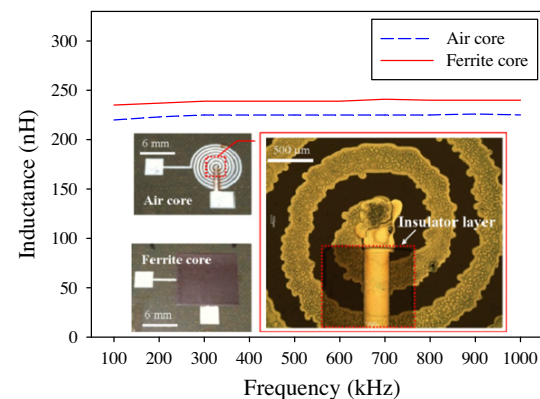 Inductance (nH)
300
250
200
150
100
50
0
Air core
Ferrite core
6 mm
Air core
500 μm
Insulator layer
Ferrite core
6 mm
100 200 300 400 500 600 700 800 900 1000
Frequency (kHz)